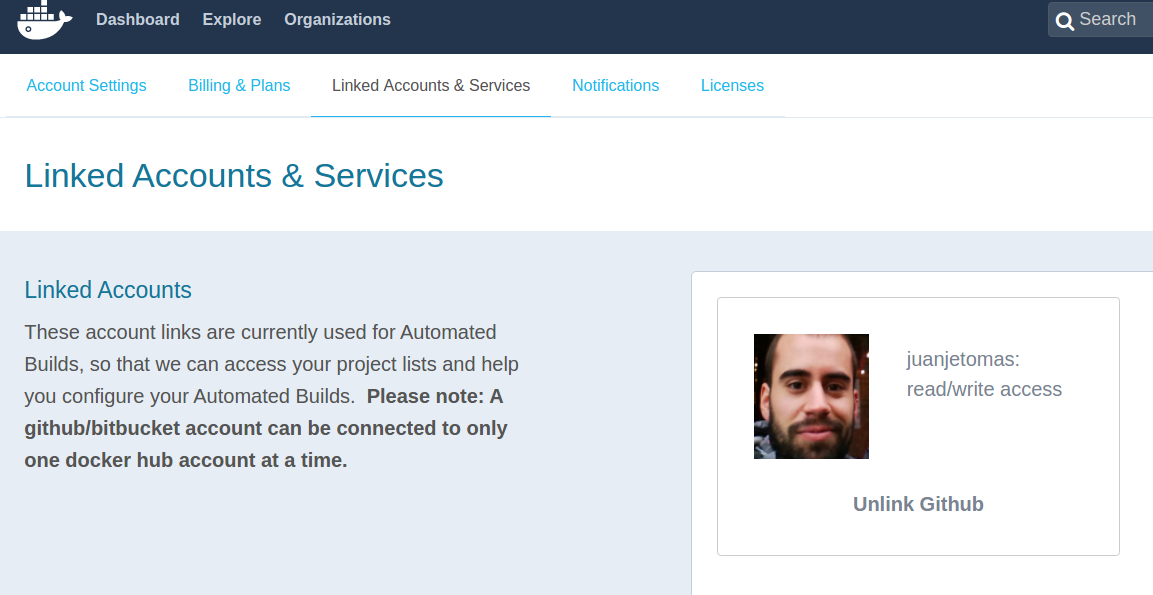 Dashboard Explore Organizations Search
Account Settings Billing & Plans Linked Accounts & Services Notifications Licenses
Linked Accounts & Services
Linked Accounts
These account links are currently used for Automated
Builds, so that we can access your project lists and help
you configure your Automated Builds. Please note: A
github/bitbucket account can be connected to only
one docker hub account at a time.
juanjetomas:
read/write access
Unlink Github